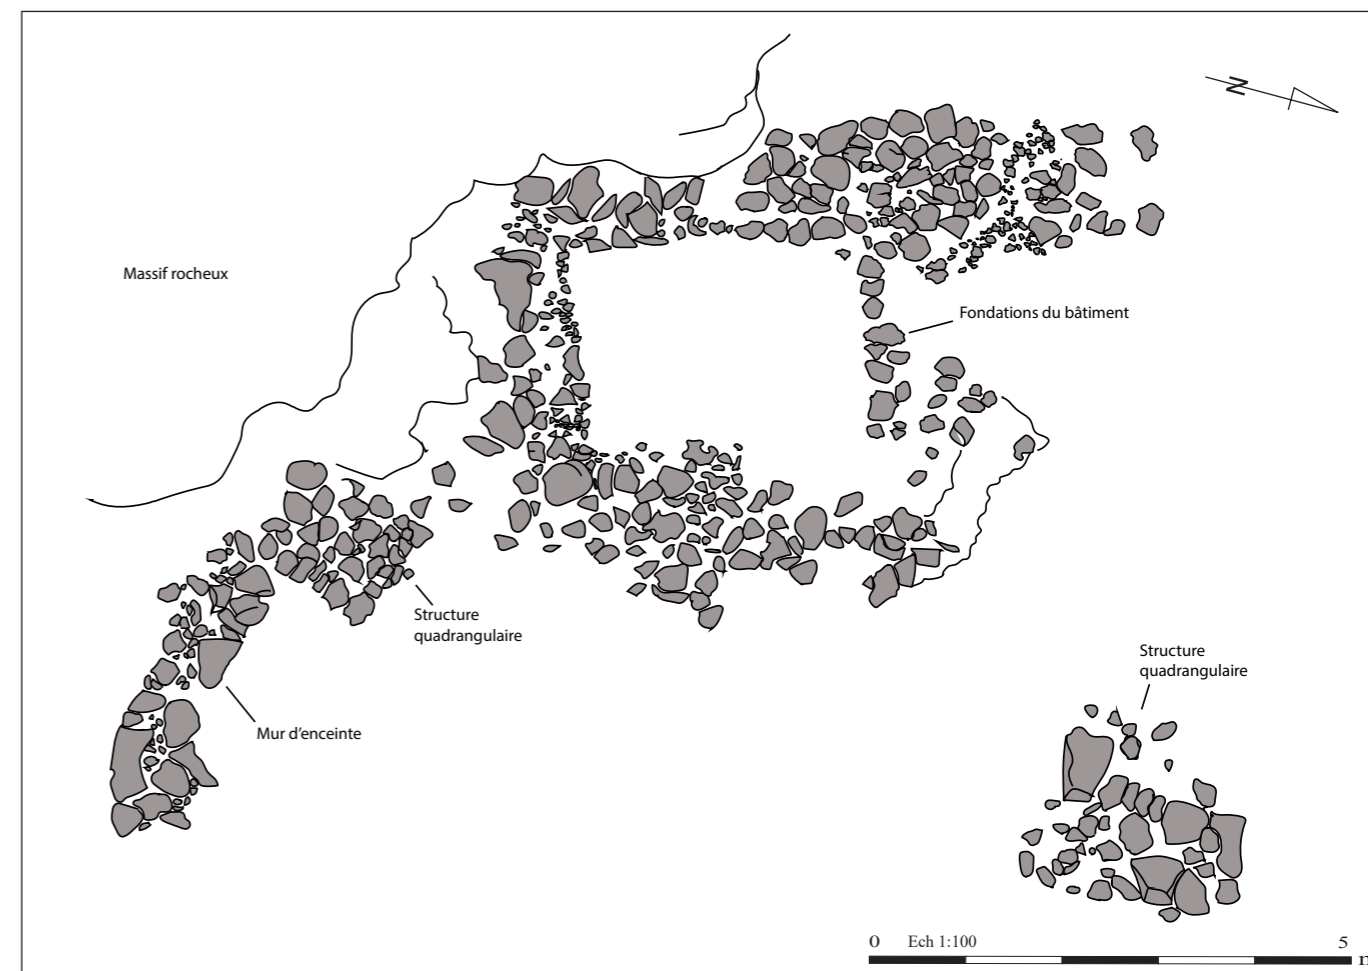 N
Massif rocheux
Fondations du bâtiment
Structure
quadrangulaire
Structure
quadrangulaire
Mur d'enceinte
0 Ech 1:100 5